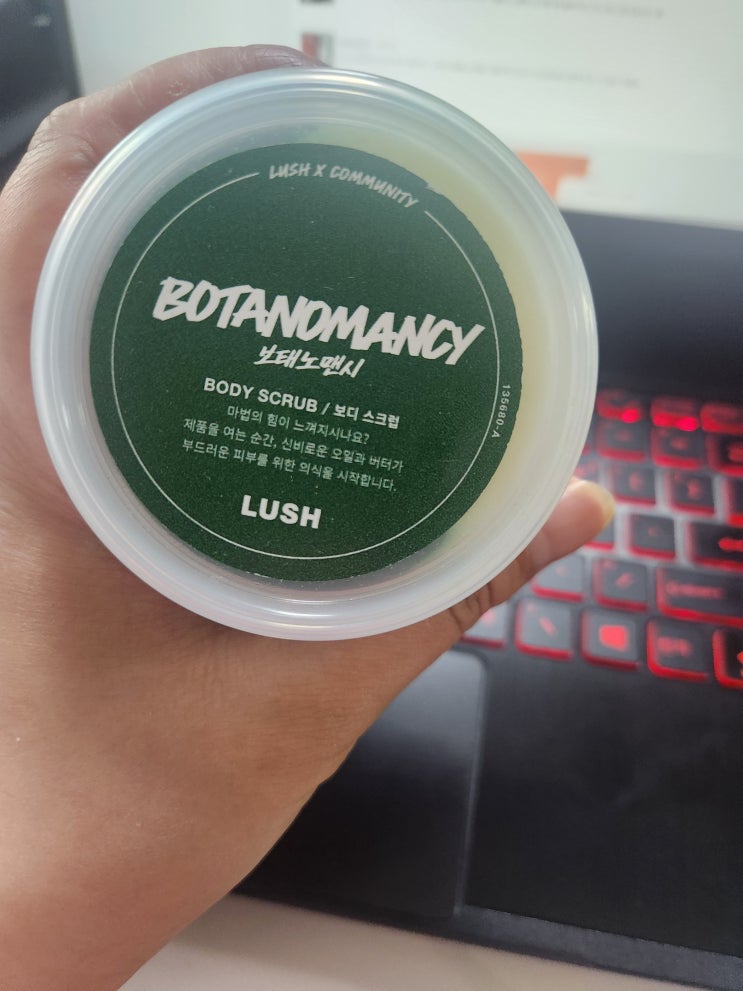 LUSH X COMMUNITY
BOTANOMANCY
보태노맨시
BODY SCRUB / 보디 스크럽
마법의 힘이 느껴지시나요?
제품을 여는 순간, 신비로운 오일과 버터가
부드러운 피부를 위한 의식을 시작합니다.
LUSH
135680-A